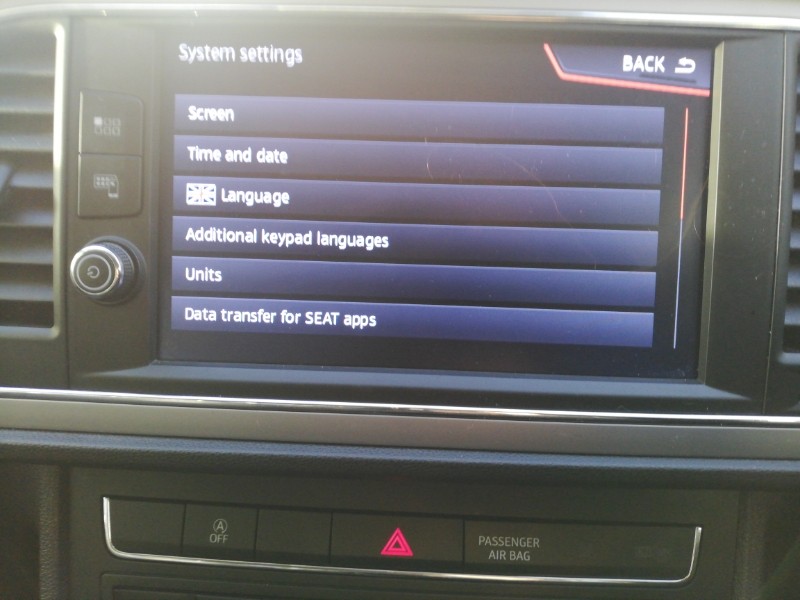 System settings
BACK
Screen
Time and date
Language
Additional keypad languages
Units
Data transfer for SEAT apps
A
OFF
PASSENGER
AIR BAG